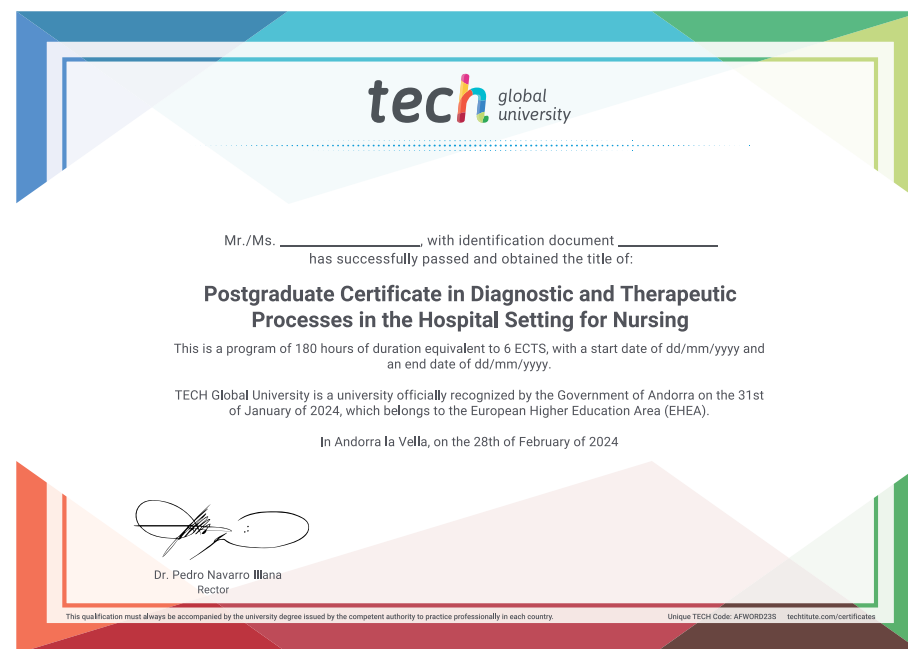 tech global university
Mr./Ms. ____________________, with identification document ______________
has successfully passed and obtained the title of:
Postgraduate Certificate in Diagnostic and Therapeutic
Processes in the Hospital Setting for Nursing
This is a program of 180 hours of duration equivalent to 6 ECTS, with a start date of dd/mm/yyyy and
an end date of dd/mm/yyyy.
TECH Global University is a university officially recognized by the Government of Andorra on the 31st
of January of 2024, which belongs to the European Higher Education Area (EHEA).
In Andorra la Vella, on the 28th of February of 2024
Dr. Pedro Navarro Illana
Rector
This qualification must always be accompanied by the university degree issued by the competent authority to practice professionally in each country.
Unique TECH Code: AFWORD23S techtitute.com/certificates